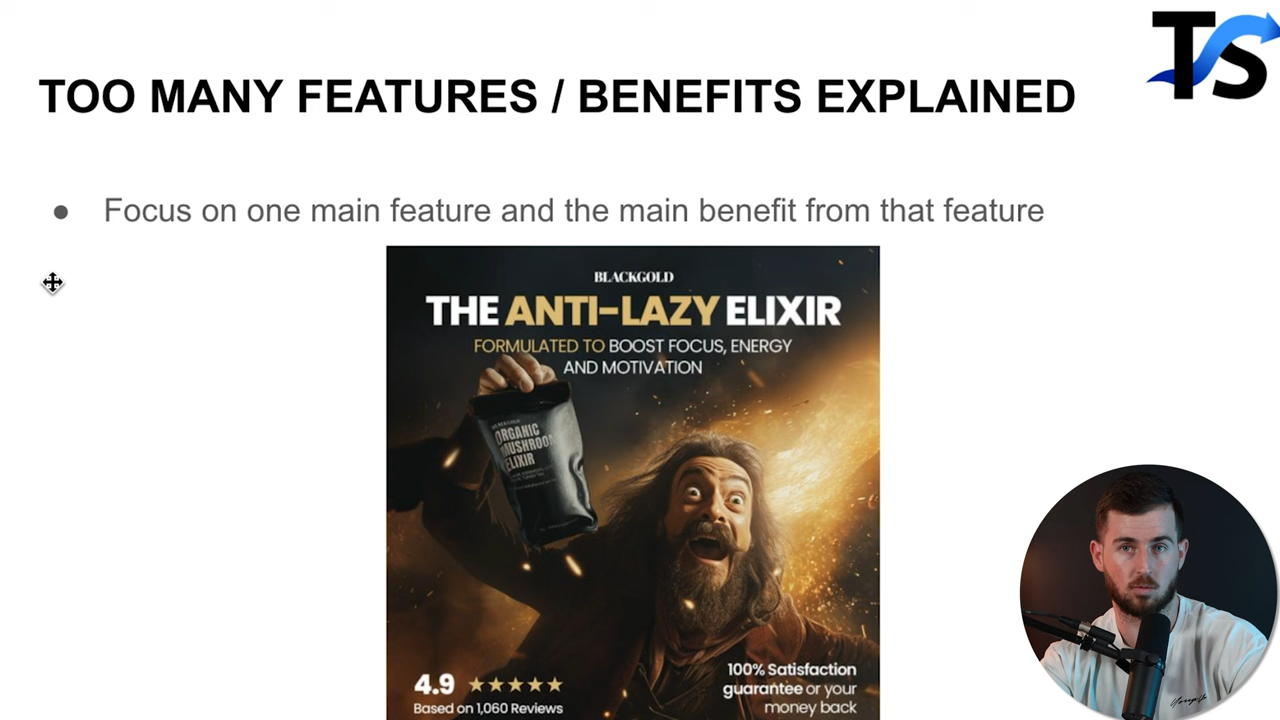 TS
TOO MANY FEATURES / BENEFITS EXPLAINED
● Focus on one main feature and the main benefit from that feature
BLACKGOLD
THE ANTI-LAZY ELIXIR
FORMULATED TO BOOST FOCUS, ENERGY
AND MOTIVATION
ORGANIC
MUSHROOM
ELIXIR
4.9 ★★★★★
Based on 1,060 Reviews
100% Satisfaction
guarantee or your
money back